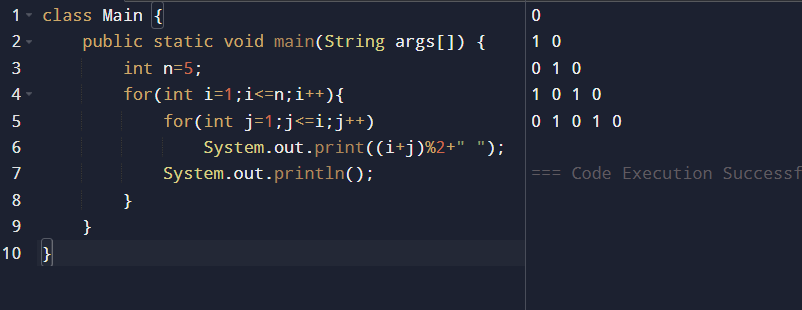 1 class Main {
2     public static void main(String args[]) {
3         int n=5;
4         for(int i=1;i<=n;i++){
5             for(int j=1;j<=i;j++)
6                 System.out.print((i+j)%2+" ");
7             System.out.println();
8         }
9     }
10 }
0
1 0
0 1 0
1 0 1 0
0 1 0 1 0
=== Code Execution Successf